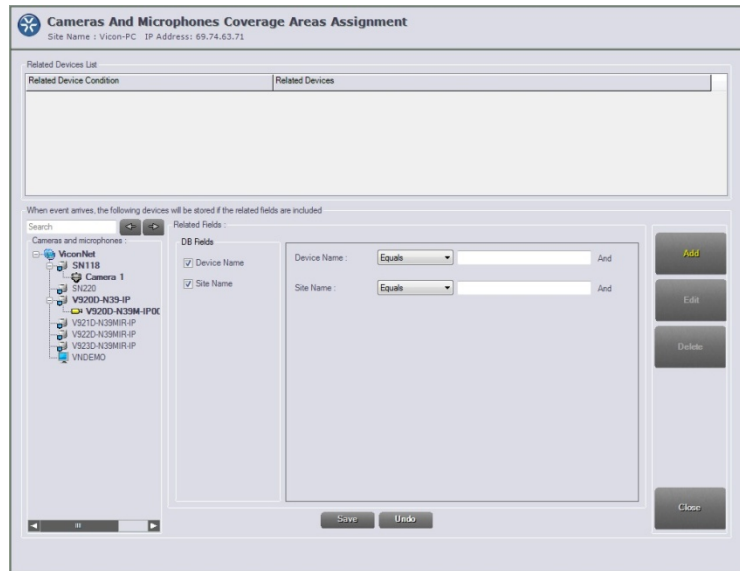 Cameras And Microphones Coverage Areas Assignment
Site Name : Vicon-PC IP Address: 69.74.63.71
Related Devices List
Related Device Condition Related Devices
When event arrives, the following devices will be stored if the related fields are included
Search
Related Fields :
Cameras and microphones :
ViconNet
SN118
Camera 1
SN220
V920D-N39-IP
V920D-N39M-IP0(
V921D-N39MIR-IP
V922D-N39MIR-IP
V923D-N39MIR-IP
VNDEMO
DB Fields
Device Name
Site Name
Device Name : Equals And
Site Name : Equals And
Add
Edit
Delete
Close
Save Undo